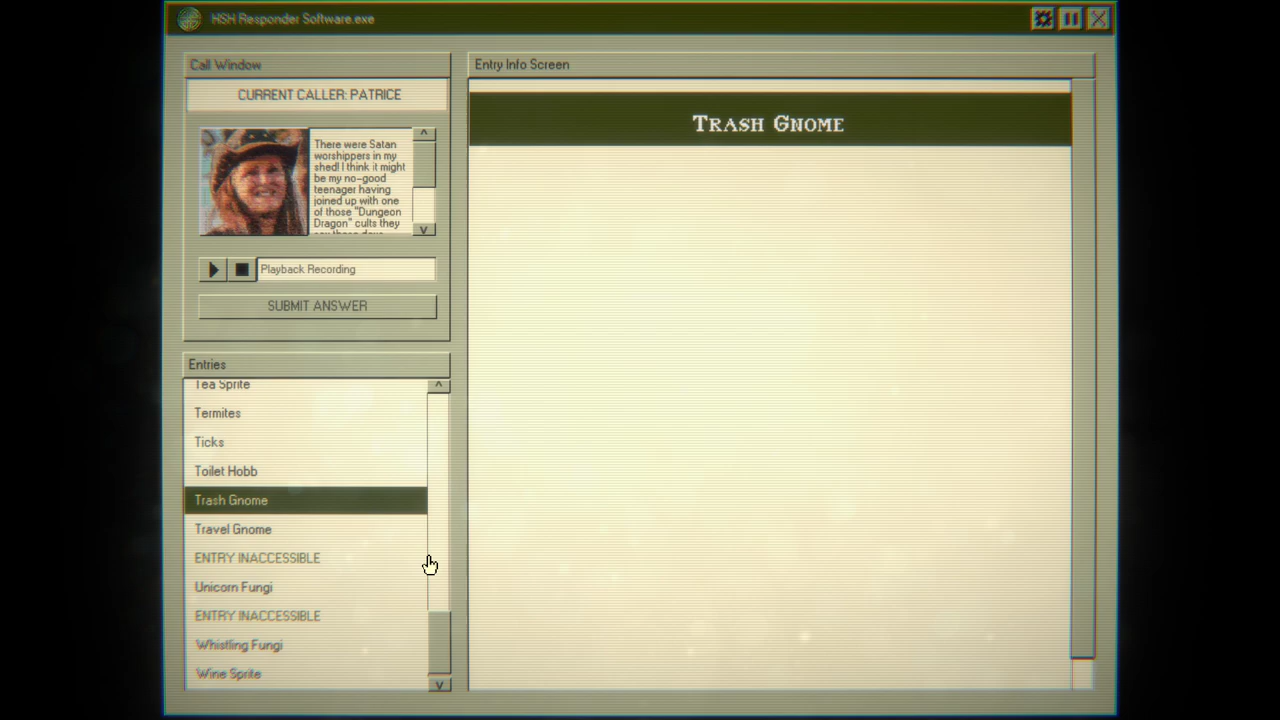 HSH Responder Software.exe
Call Window
CURRENT CALLER: PATRICE
There were Satan
worshippers in my
shed! I think it might
be my no-good
teenager having
joined up with one
of those "Dungeon
Dragon" cults they
Playback Recording
SUBMIT ANSWER
Entries
Tea Sprite
Termites
Ticks
Toilet Hobb
Trash Gnome
Travel Gnome
ENTRY INACCESSIBLE
Unicorn Fungi
ENTRY INACCESSIBLE
Whistling Fungi
Wine Sprite
Entry Info Screen
Trash Gnome